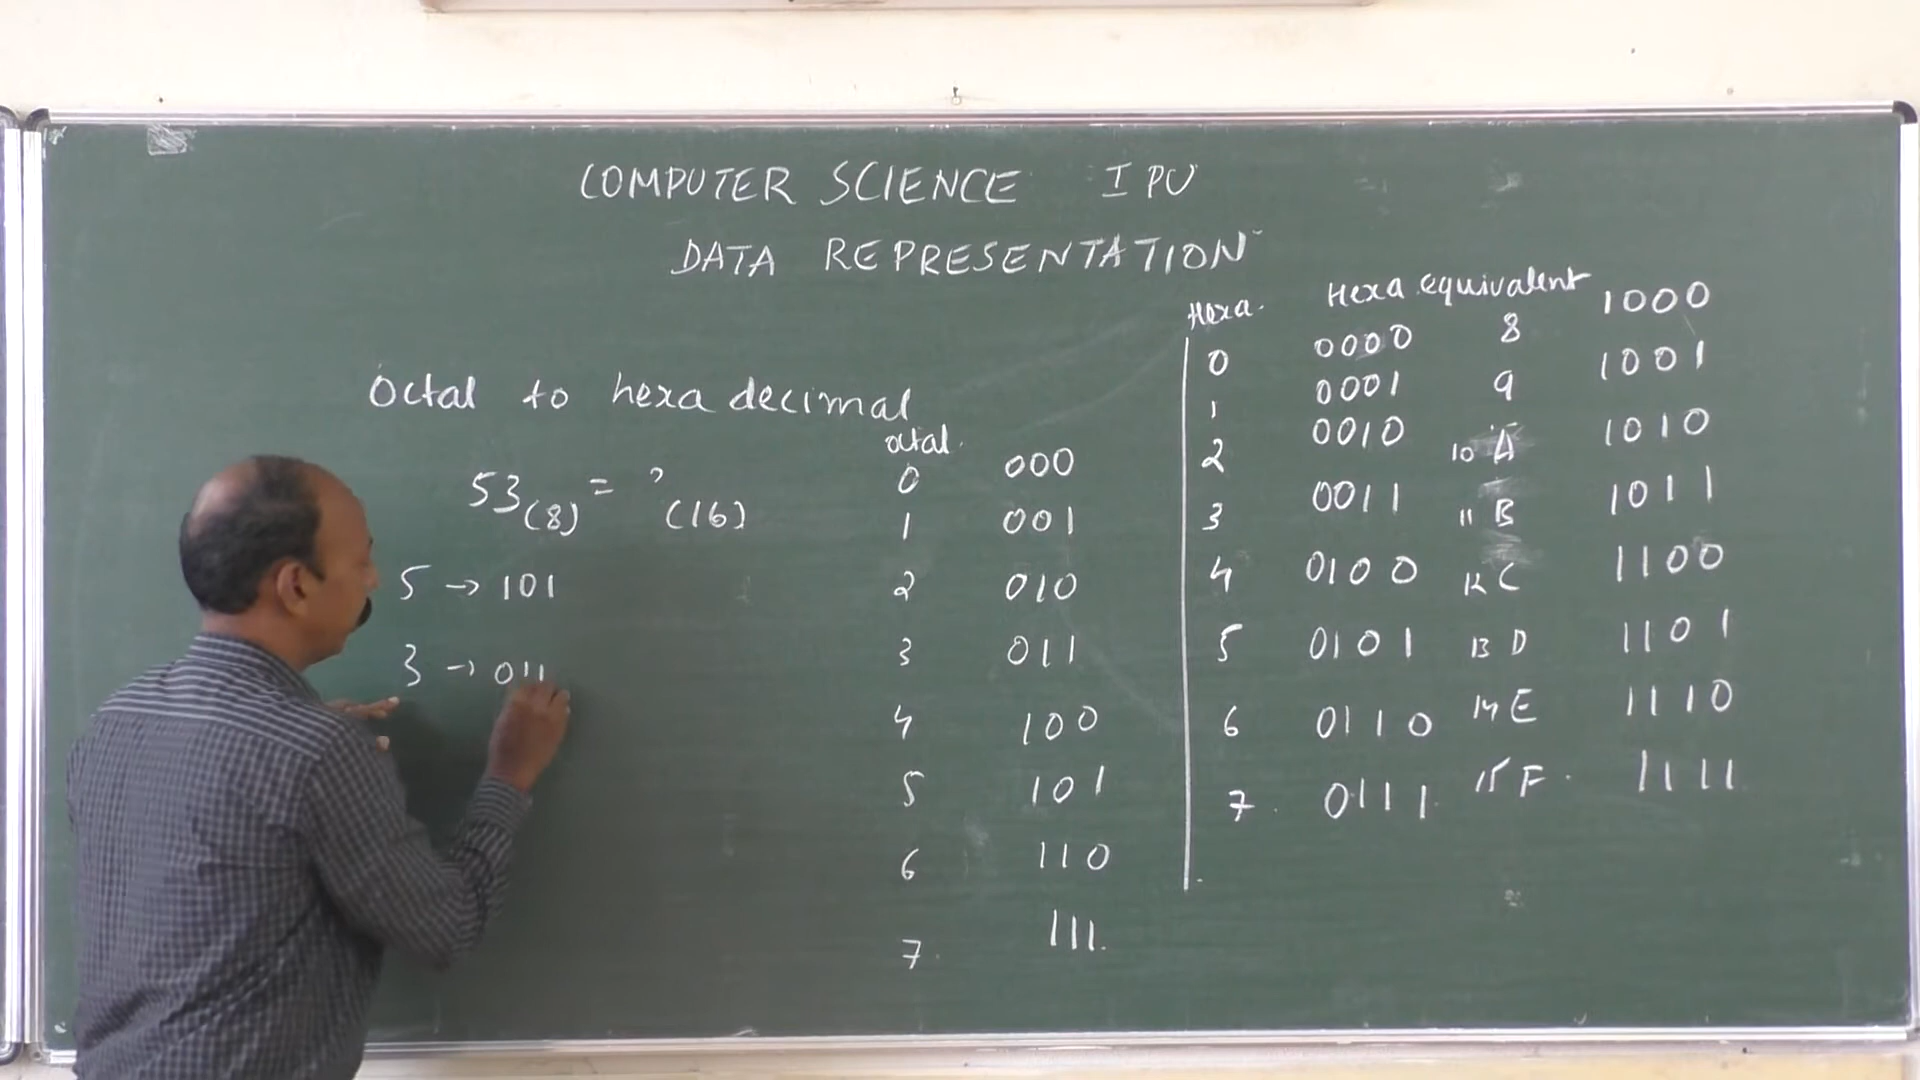 COMPUTER SCIENCE I PU
DATA REPRESENTATION
Octal to hexa decimal
53(8) = ?(16)
5 → 101
3 → 011
octal.
0 000
1 001
2 010
3 011
4 100
5 101
6 110
7. 111.
Hexa. Hexa equivalent
0 0000 8 1000
1 0001 9 1001
2 0010 10 A 1010
3 0011 11 B 1011
4 0100 12 C 1100
5 0101 13 D 1101
6 0110 14 E 1110
7. 0111. 15 F. 1111